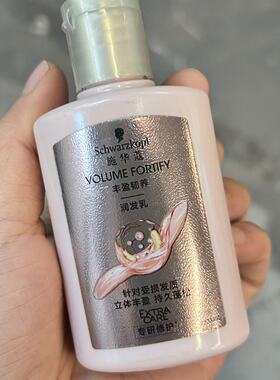 Schwarzkopf
施华蔻
VOLUME FORTIFY
丰盈韧养
润发乳
针对受损发质
立体丰盈 持久蓬松
EXTRA
CARE
专研修护